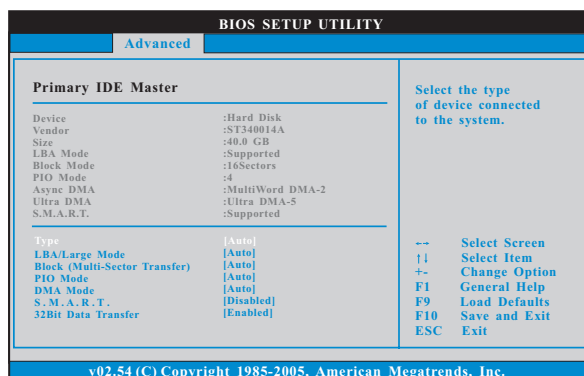 BIOS SETUP UTILITY
Advanced
Primary IDE Master
Device :Hard Disk
Vendor :ST340014A
Size :40.0 GB
LBA Mode :Supported
Block Mode :16Sectors
PIO Mode :4
Async DMA :MultiWord DMA-2
Ultra DMA :Ultra DMA-5
S.M.A.R.T. :Supported
Type [Auto]
LBA/Large Mode [Auto]
Block (Multi-Sector Transfer) [Auto]
PIO Mode [Auto]
DMA Mode [Auto]
S.M.A.R.T. [Disabled]
32Bit Data Transfer [Enabled]
Select the type
of device connected
to the system.
←→ Select Screen
↑↓ Select Item
+- Change Option
F1 General Help
F9 Load Defaults
F10 Save and Exit
ESC Exit
v02.54 (C) Copyright 1985-2005, American Megatrends, Inc.